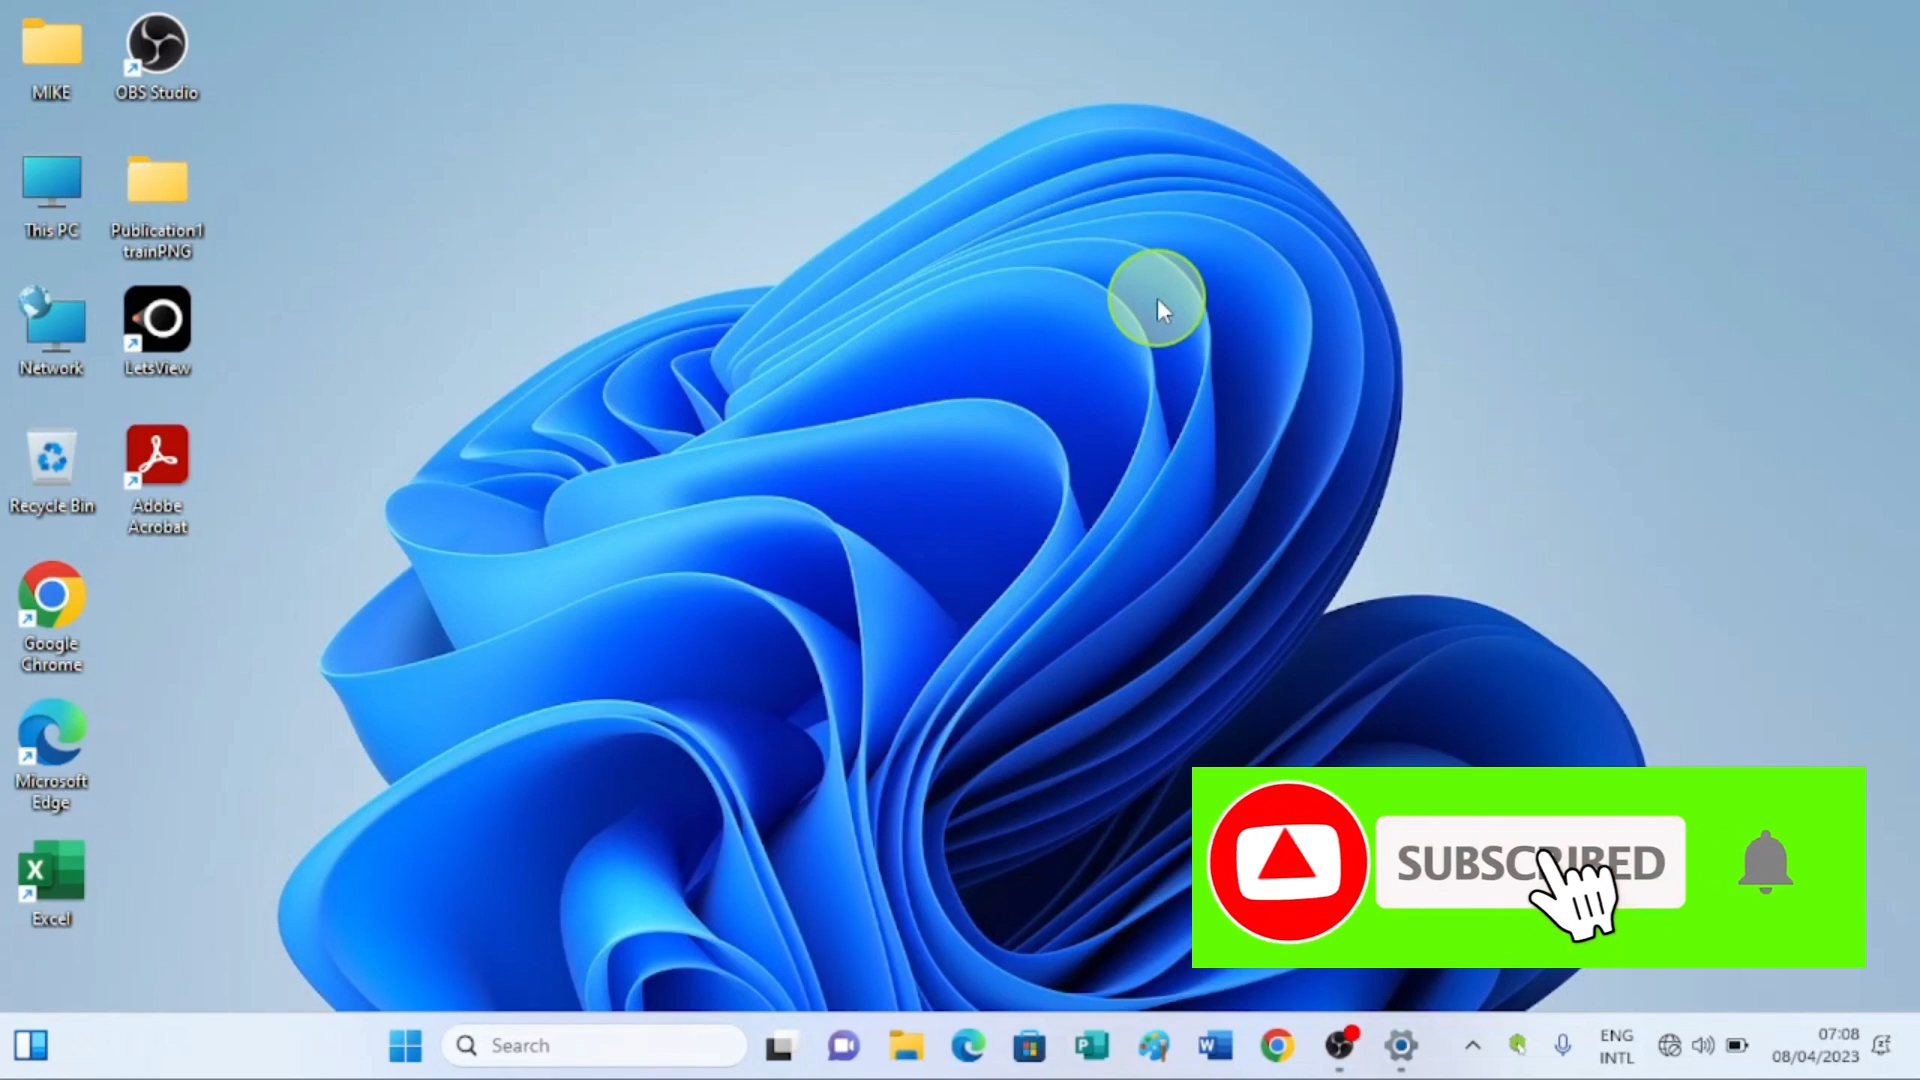 MIKE
OBS Studio
This PC
Publication1
trainPNG
Network
LetsView
Recycle Bin
Adobe
Acrobat
Google
Chrome
Microsoft
Edge
Excel
SUBSCRIBED
Search
ENG
INTL
07:08
08/04/2023